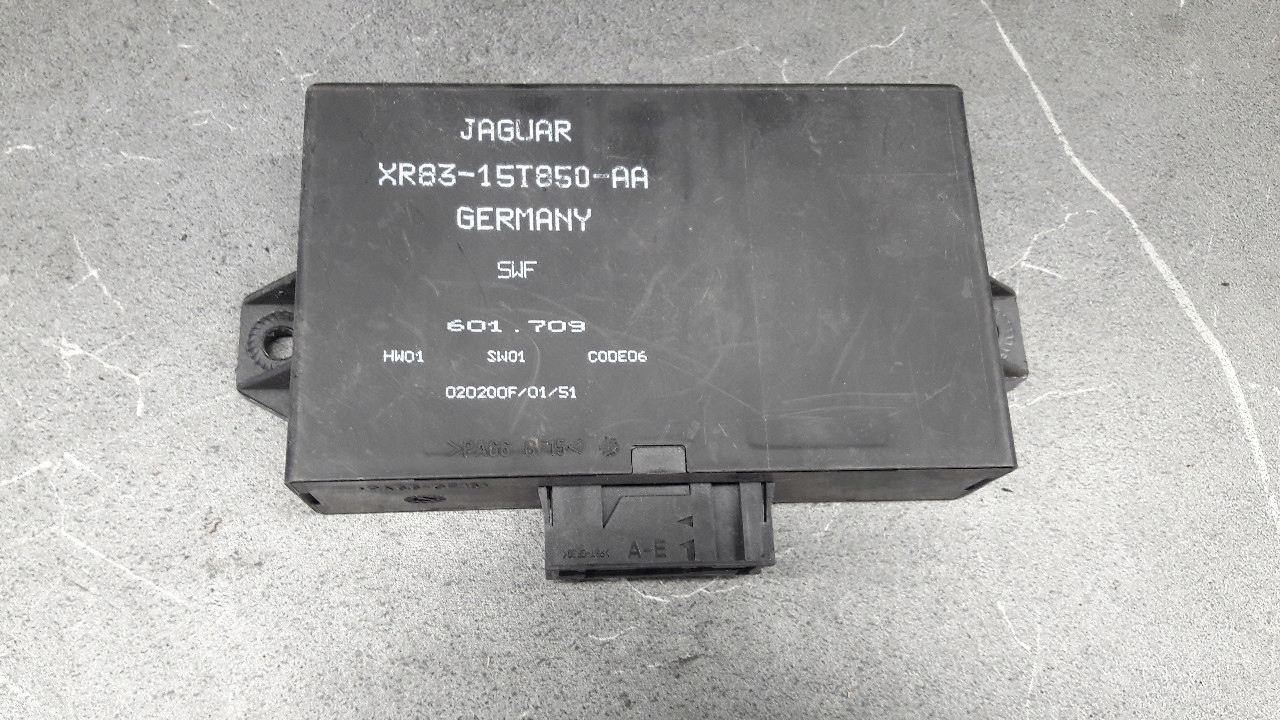 JAGUAR
XR83-15T850-AA
GERMANY
SWF
601.709
HW01 SW01 CODE06
020200F/01/51
A-E